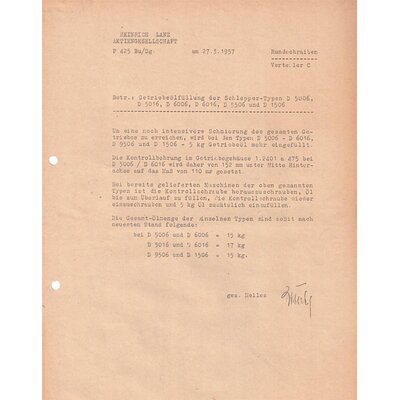 HEINRICH LANZ
AKTIENGESELLSCHAFT
P 425 Bu/Dg. am 27.3.1957 Rundschreiben
Verteiler C
Betr.: Getriebeölfüllung der Schlepper-Typen D 5006,
D 5016, D 6006, D 6016, D 9506 und D 1506
Um eine noch intensivere Schmierung des gesamten Ge-
triebes zu erreichen, wird bei den Typen D 5006 - D 6016,
D 9506 und D 1506 - 5 kg Getriebeöl mehr eingefüllt.
Die Kontrollbohrung im Getriebegehäuse 1.2401 a 475 bei
D 5006 / D 6016 wird daher von 152 mm unter Mitte Hinter-
achse auf das Maß von 110 mm gesetzt.
Bei bereits gelieferten Maschinen der oben genannten
Typen ist die Kontrollschraube herauszuschrauben, Öl
bis zum Überlauf zu füllen, die Kontrollschraube wieder
einzuschrauben und 5 kg Öl zusätzlich einzufüllen.
Die Gesamt-Ölmenge der einzelnen Typen sind somit nach
neuestem Stand folgende:
bei D 5006 und D 6006 = 15 kg
D 5016 und D 6016 = 17 kg
D 9506 und D 1506 = 15 kg.
gez. Helles